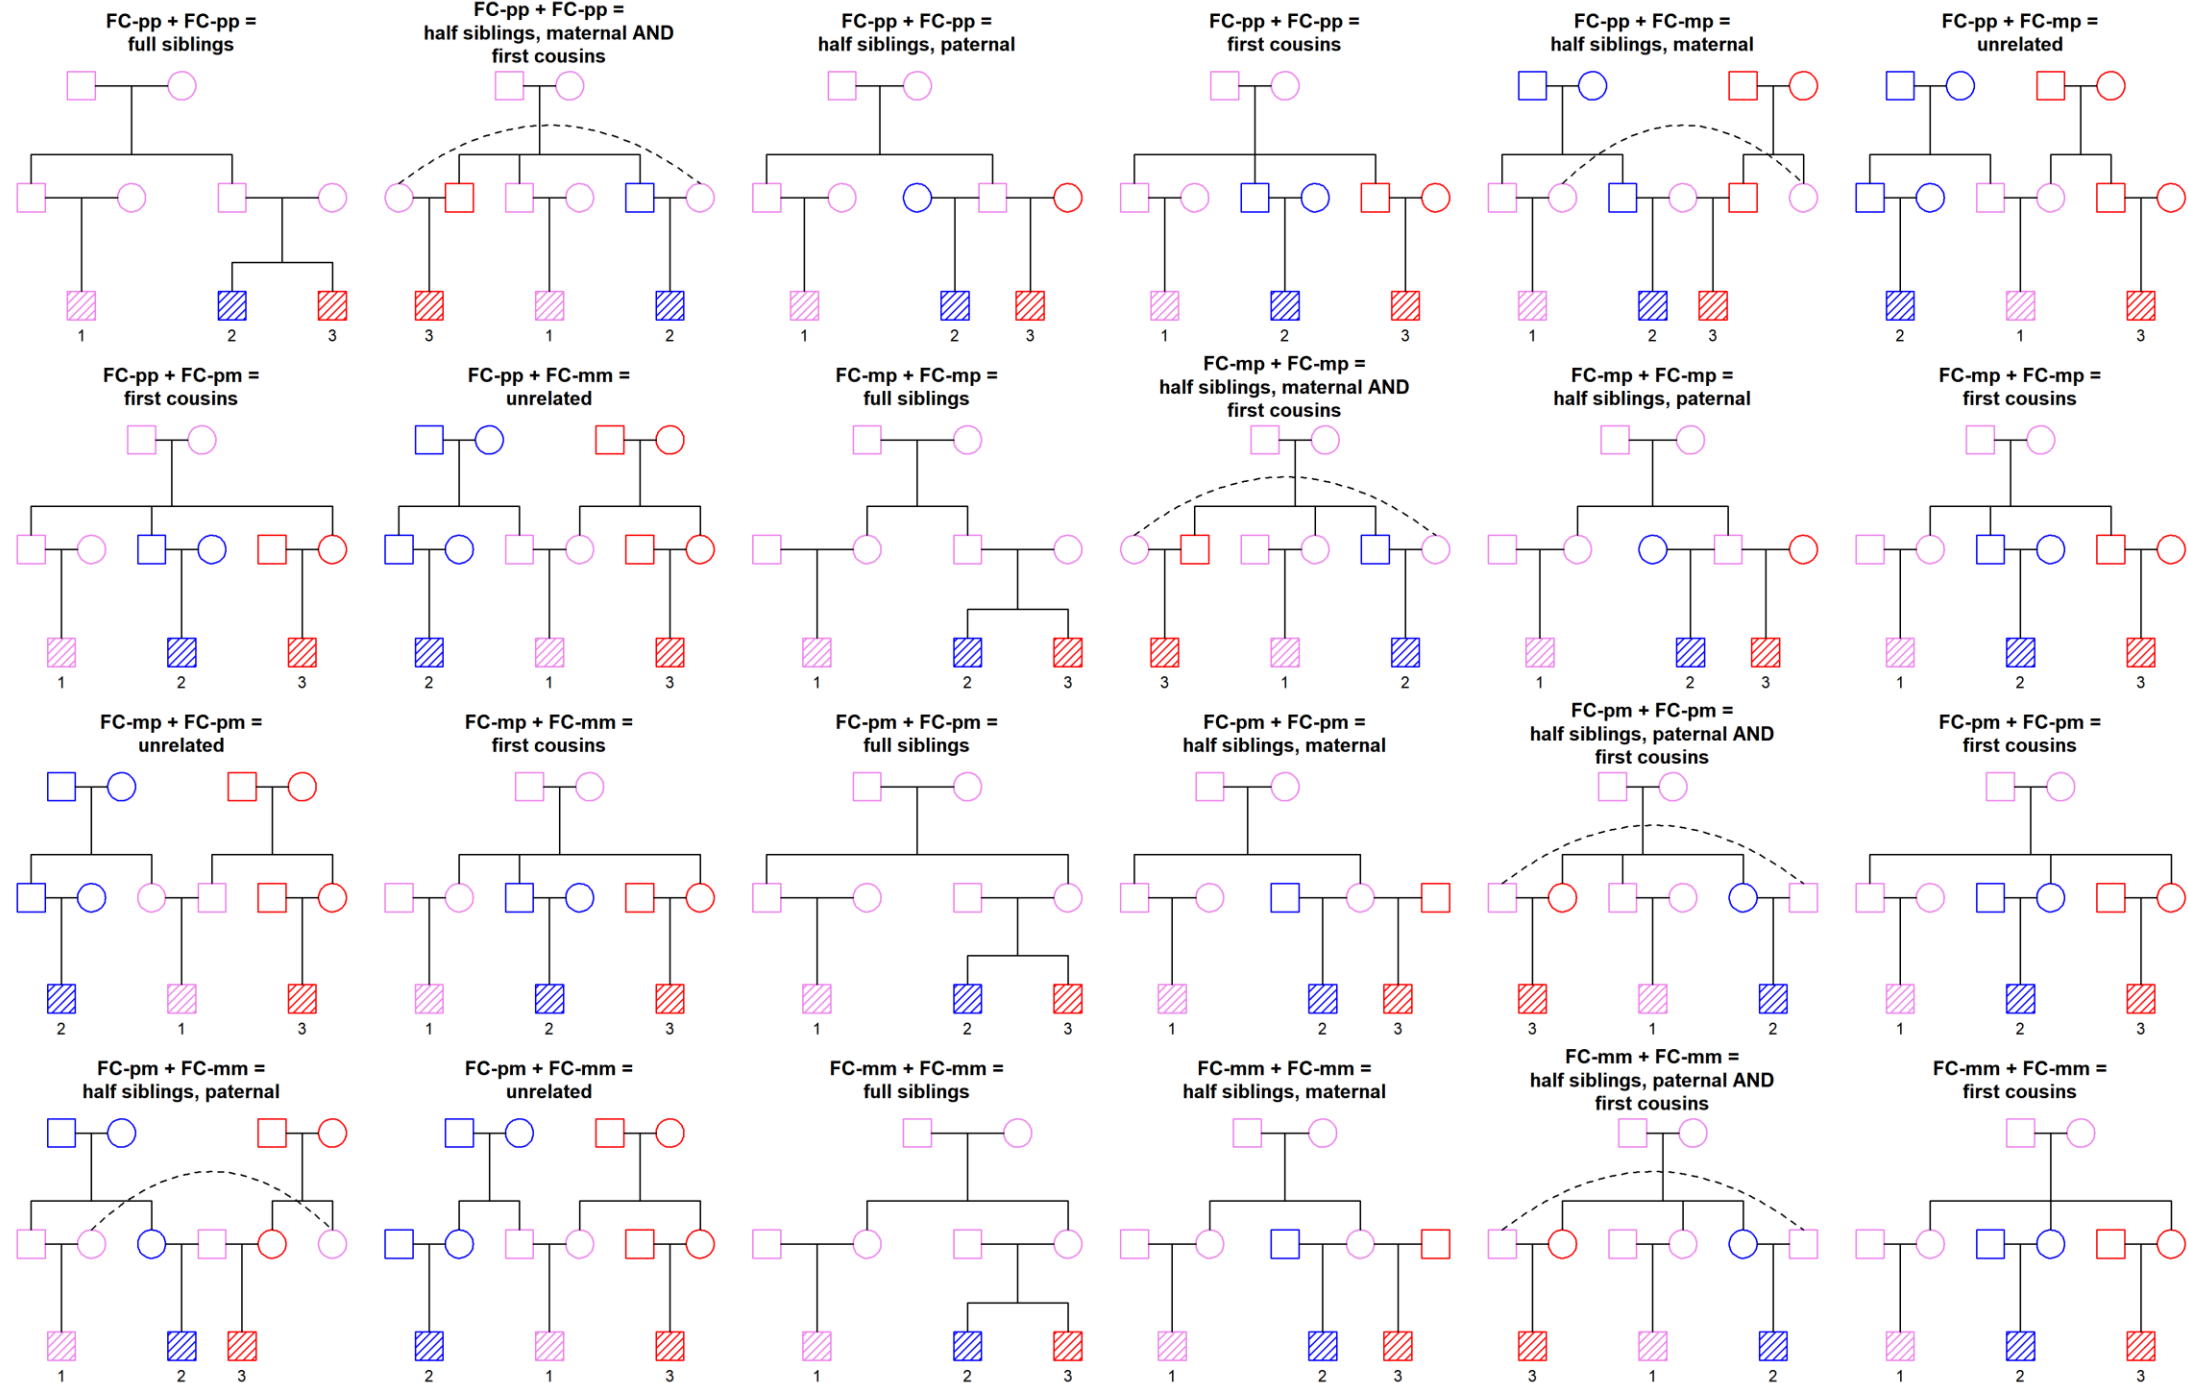 FC-pp + FC-pp =
full siblings
FC-pp + FC-pp =
half siblings, maternal AND
first cousins
FC-pp + FC-pp =
half siblings, paternal
FC-pp + FC-pp =
first cousins
FC-pp + FC-mp =
half siblings, maternal
FC-pp + FC-mp =
unrelated
1
2
3
3
1
2
1
2
3
1
2
3
1
2
3
2
1
3
FC-pp + FC-pm =
first cousins
FC-pp + FC-mm =
unrelated
FC-mp + FC-mp =
full siblings
FC-mp + FC-mp =
half siblings, maternal AND
first cousins
FC-mp + FC-mp =
half siblings, paternal
FC-mp + FC-mp =
first cousins
1
2
3
2
1
3
1
2
3
3
1
2
1
2
3
1
2
3
FC-mp + FC-pm =
unrelated
FC-mp + FC-mm =
first cousins
FC-pm + FC-pm =
full siblings
FC-pm + FC-pm =
half siblings, maternal
FC-pm + FC-pm =
half siblings, paternal AND
first cousins
FC-pm + FC-pm =
first cousins
2
1
3
1
2
3
1
2
3
1
2
3
3
1
2
1
2
3
FC-pm + FC-mm =
half siblings, paternal
FC-pm + FC-mm =
unrelated
FC-mm + FC-mm =
full siblings
FC-mm + FC-mm =
half siblings, maternal
FC-mm + FC-mm =
half siblings, paternal AND
first cousins
FC-mm + FC-mm =
first cousins
1
2
3
2
1
3
1
2
3
1
2
3
3
1
2
1
2
3